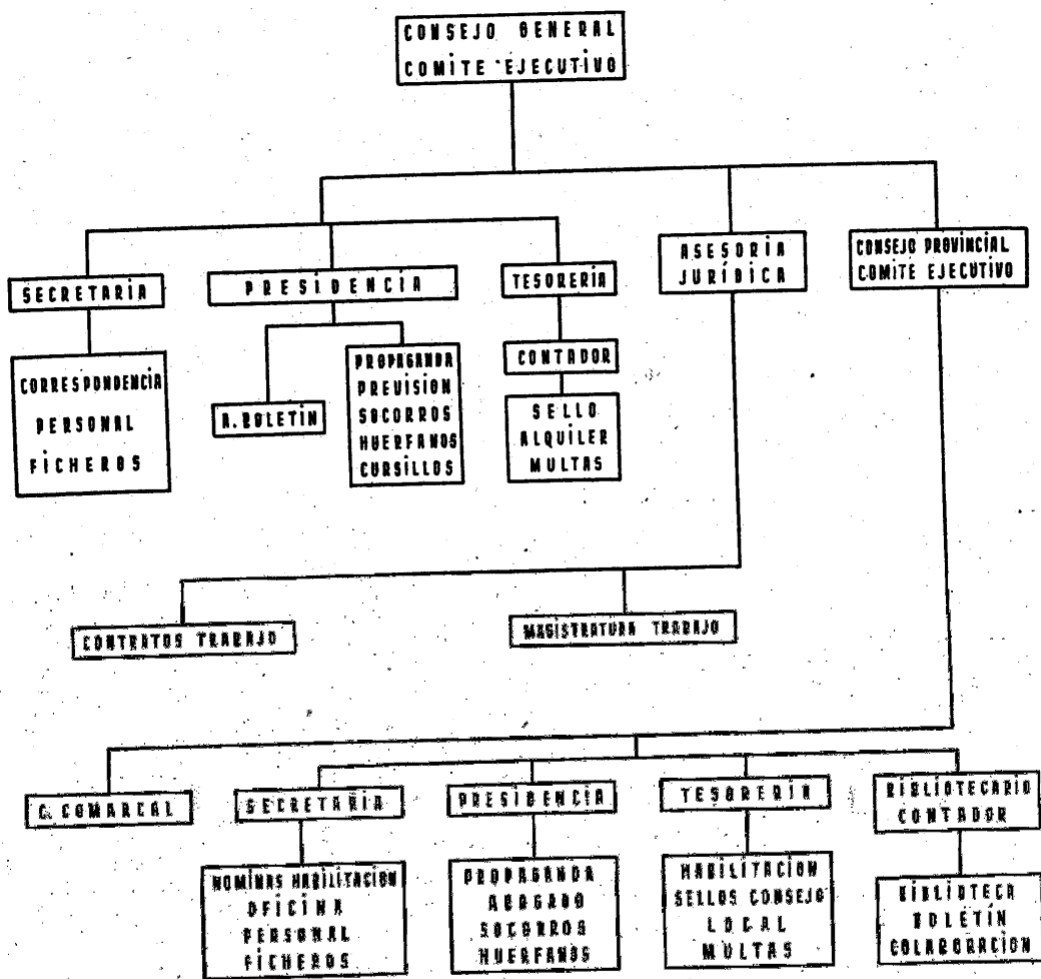 CONSEJO GENERAL
COMITE EJECUTIVO
SECRETARIA
PRESIDENCIA
TESORERIA
ASESORIA
JURÍDICA
CONSEJO PROVINCIAL
COMITE EJECUTIVO
CORRESPONDENCIA
PERSONAL
FICHEROS
A. BOLETIN
PROPAGANDA
PREVISION
SOCORROS
HUERFANOS
CURSILLOS
CONTADOR
SELLO
ALQUILER
MULTAS
CONTRATOS TRABAJO
MAGISTRATURA TRABAJO
C. COMARCAL
SECRETARIA
PRESIDENCIA
TESORERIA
BIBLIOTECARIO
CONTADOR
NOMINAS HABILITACION
OFICINA
PERSONAL
FICHEROS
PROPAGANDA
ABOGADO
SOCORROS
HUERFANOS
HABILITACION
SELLOS CONSEJO
LOCAL
MULTAS
BIBLIOTECA
BOLETÍN
COLABORACION